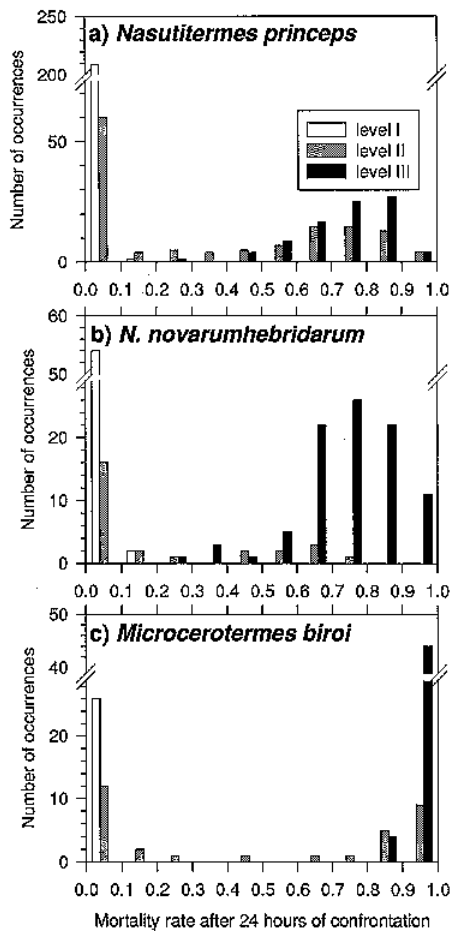 a) Nasutitermes princeps
Number of occurrences
250
200
50
0
level I
level II
level III
0.0 0.1 0.2 0.3 0.4 0.5 0.6 0.7 0.8 0.9 1.0
b) N. novarumhebridarum
Number of occurrences
60
50
20
10
0
0.0 0.1 0.2 0.3 0.4 0.5 0.6 0.7 0.8 0.9 1.0
c) Microcerotermes biroi
Number of occurrences
50
40
20
10
0
0.0 0.1 0.2 0.3 0.4 0.5 0.6 0.7 0.8 0.9 1.0
Mortality rate after 24 hours of confrontation